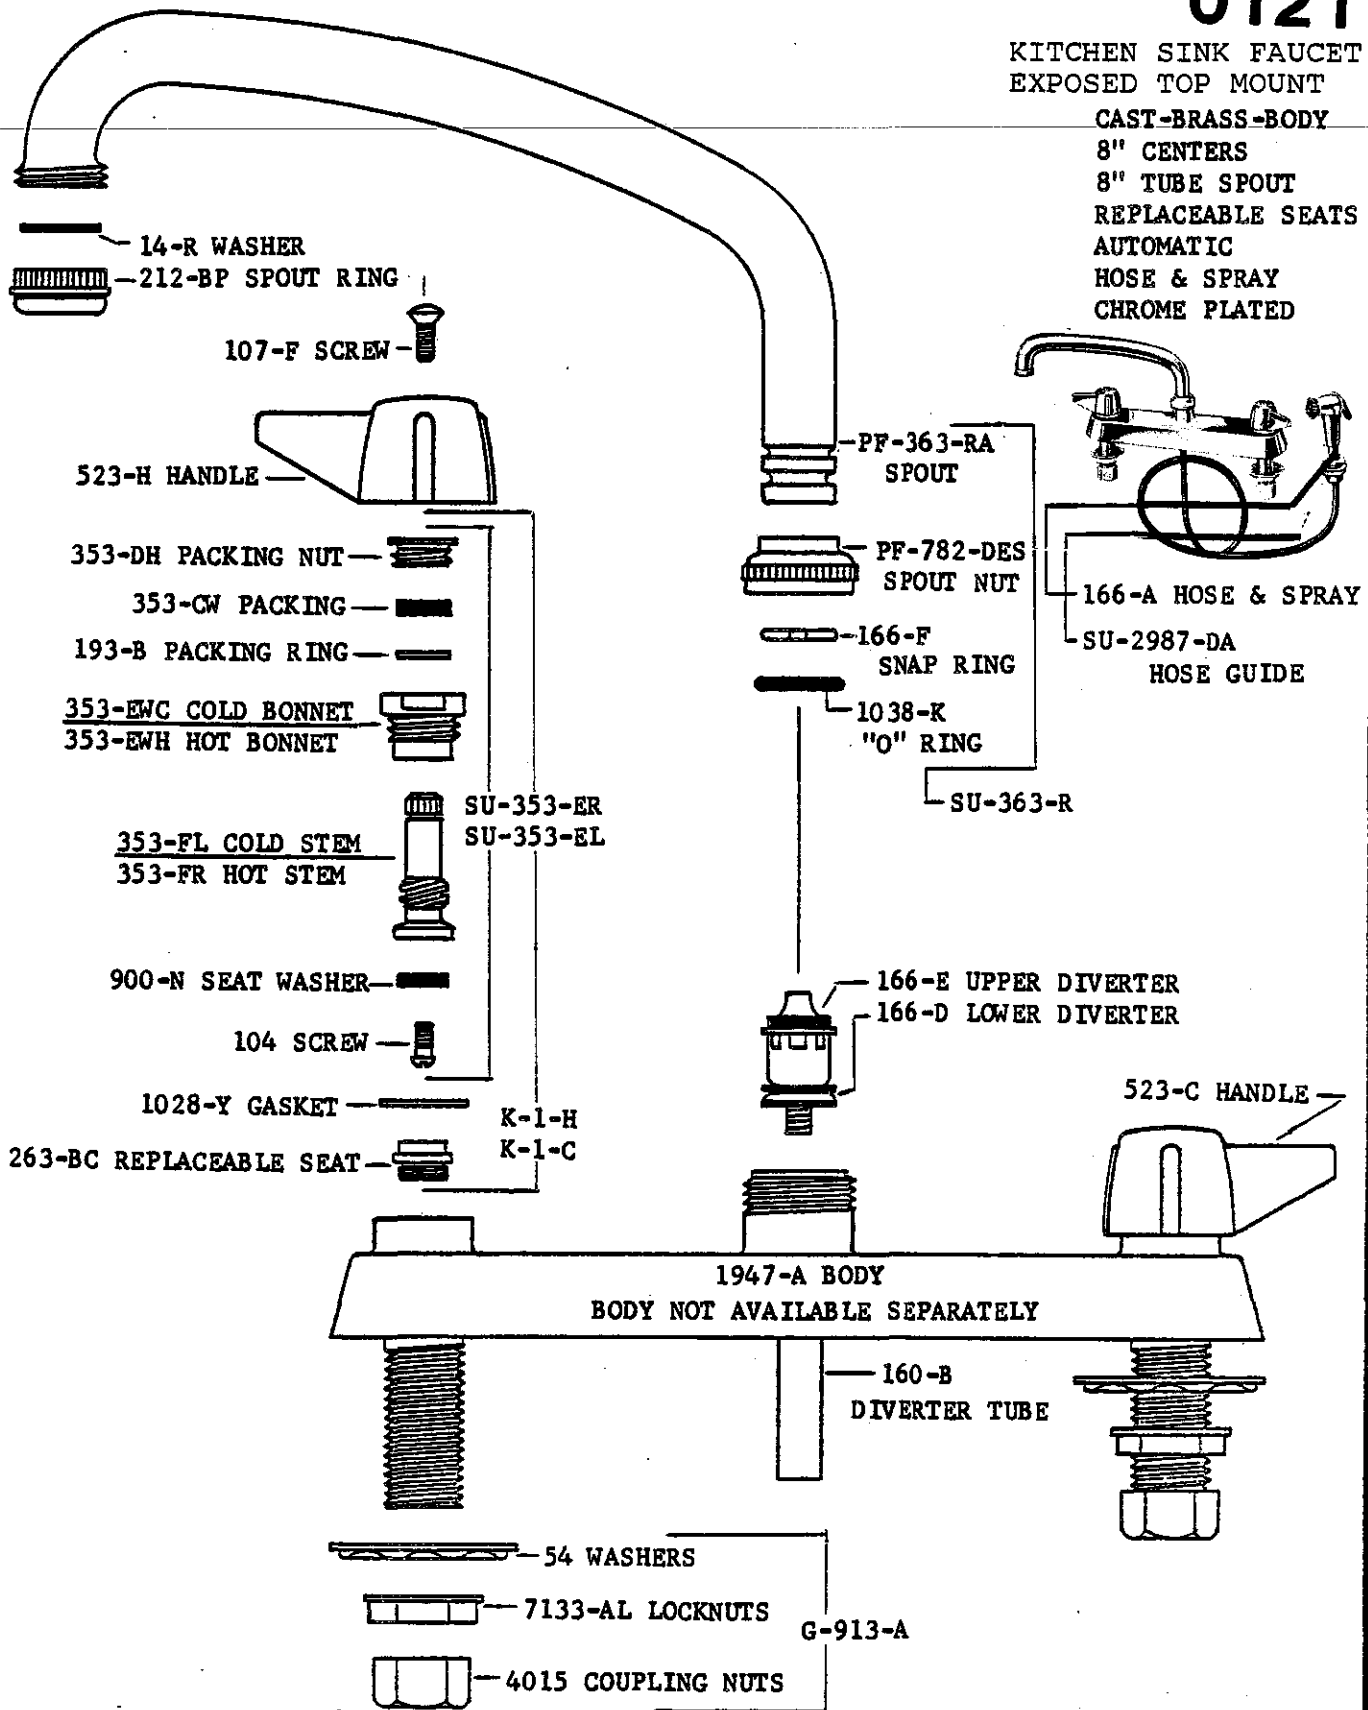 KITCHEN SINK FAUCET
EXPOSED TOP MOUNT
CAST-BRASS-BODY
8" CENTERS
8" TUBE SPOUT
REPLACEABLE SEATS
AUTOMATIC
HOSE & SPRAY
CHROME PLATED
14-R WASHER
212-BP SPOUT RING
107-F SCREW
523-H HANDLE
353-DH PACKING NUT
353-CW PACKING
193-B PACKING RING
353-EWC COLD BONNET
353-EWH HOT BONNET
SU-353-ER
SU-353-EL
353-FL COLD STEM
353-FR HOT STEM
900-N SEAT WASHER
104 SCREW
1028-Y GASKET
K-1-H
K-1-C
263-BC REPLACEABLE SEAT
PF-363-RA
SPOUT
PF-782-DES
SPOUT NUT
166-F
SNAP RING
1038-K
"O" RING
SU-363-R
166-A HOSE & SPRAY
SU-2987-DA
HOSE GUIDE
166-E UPPER DIVERTER
166-D LOWER DIVERTER
523-C HANDLE
1947-A BODY
BODY NOT AVAILABLE SEPARATELY
160-B
DIVERTER TUBE
54 WASHERS
7133-AL LOCKNUTS
G-913-A
4015 COUPLING NUTS